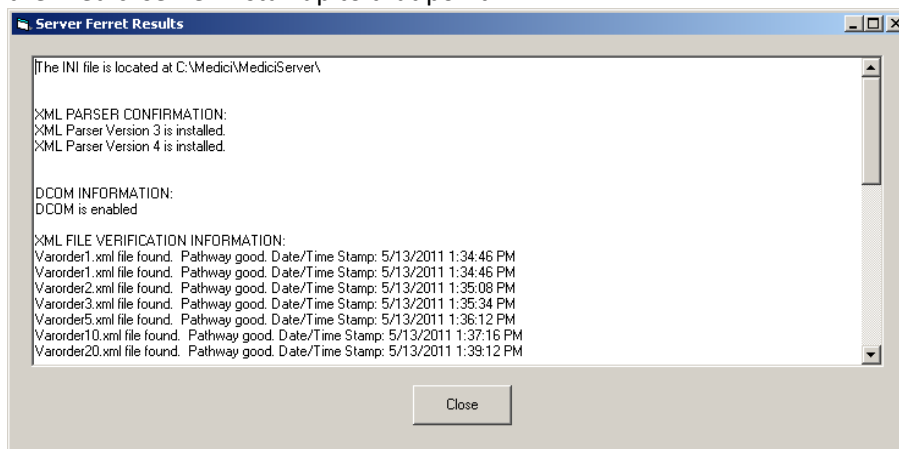 Server Ferret Results
The INI file is located at C:\Medici\MediciServer\
XML PARSER CONFIRMATION:
XML Parser Version 3 is installed.
XML Parser Version 4 is installed.
DCOM INFORMATION:
DCOM is enabled
XML FILE VERIFICATION INFORMATION:
Varorder1.xml file found.  Pathway good. Date/Time Stamp: 5/13/2011 1:34:46 PM
Varorder1.xml file found.  Pathway good. Date/Time Stamp: 5/13/2011 1:34:46 PM
Varorder2.xml file found.  Pathway good. Date/Time Stamp: 5/13/2011 1:35:08 PM
Varorder3.xml file found.  Pathway good. Date/Time Stamp: 5/13/2011 1:35:34 PM
Varorder5.xml file found.  Pathway good. Date/Time Stamp: 5/13/2011 1:36:12 PM
Varorder10.xml file found.  Pathway good. Date/Time Stamp: 5/13/2011 1:37:16 PM
Varorder20.xml file found.  Pathway good. Date/Time Stamp: 5/13/2011 1:39:12 PM
Close